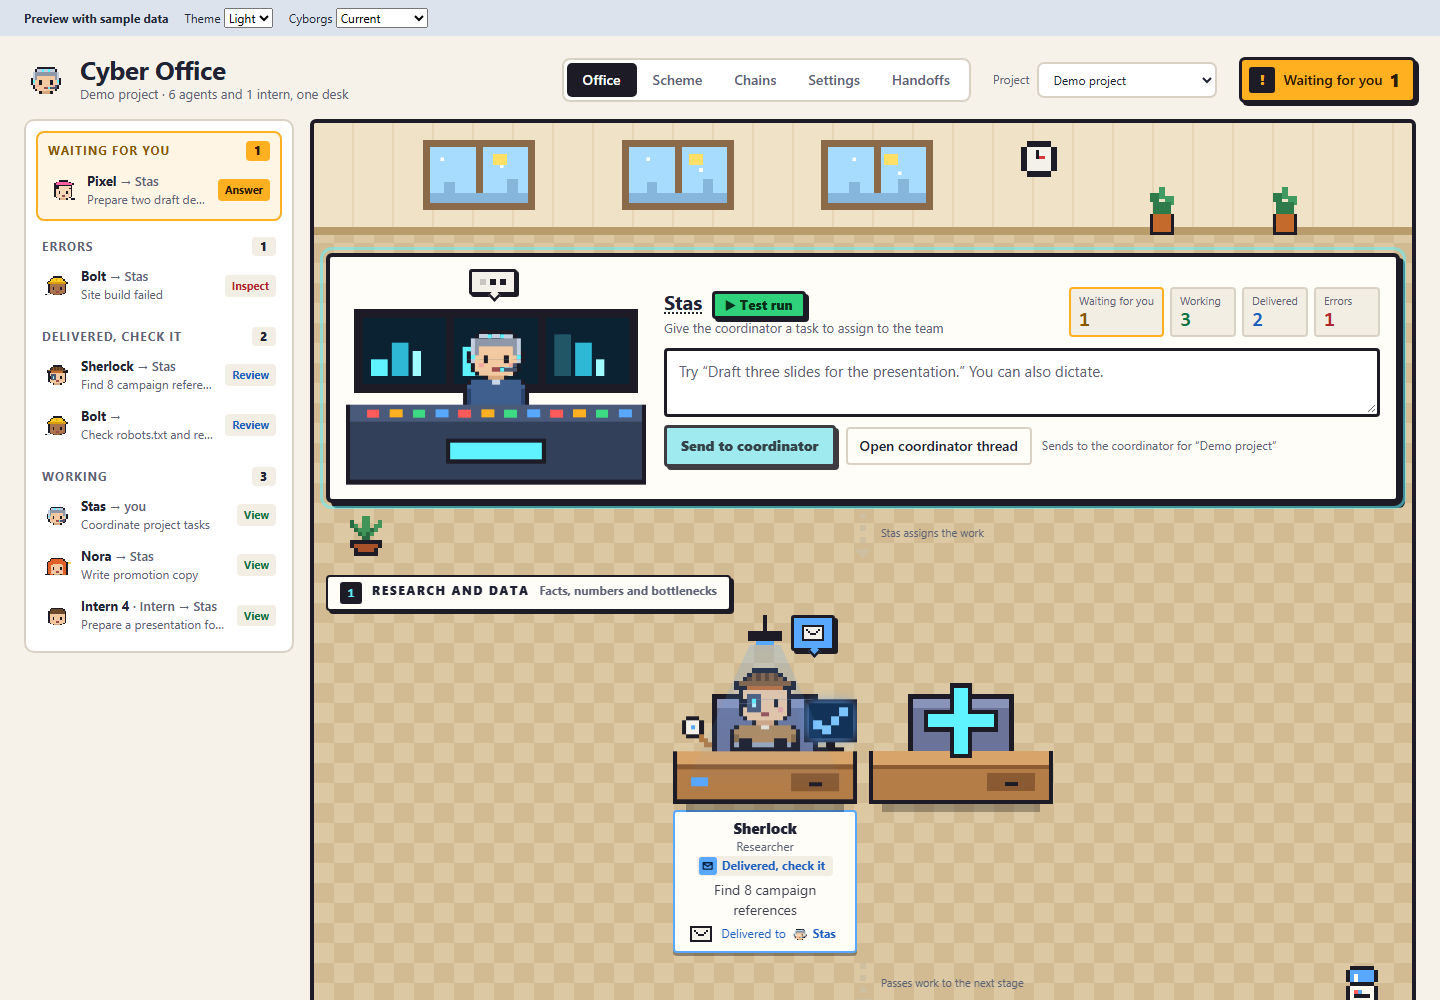 Preview with sample data Theme Light Cyborgs Current
Cyber Office
Demo project · 6 agents and 1 intern, one desk
Office Scheme Chains Settings Handoffs
Project Demo project
! Waiting for you 1
WAITING FOR YOU 1
Pixel → Stas
Prepare two draft de...
Answer
ERRORS 1
Bolt → Stas
Site build failed
Inspect
DELIVERED, CHECK IT 2
Sherlock → Stas
Find 8 campaign refere...
Review
Bolt →
Check robots.txt and re...
Review
WORKING 3
Stas → you
Coordinate project tasks
View
Nora → Stas
Write promotion copy
View
Intern 4 · Intern → Stas
Prepare a presentation fo...
View
Stas
▶ Test run
Give the coordinator a task to assign to the team
Waiting for you
1
Working
3
Delivered
2
Errors
1
Try “Draft three slides for the presentation.” You can also dictate.
Send to coordinator
Open coordinator thread
Sends to the coordinator for “Demo project”
Stas assigns the work
1 RESEARCH AND DATA Facts, numbers and bottlenecks
Sherlock
Researcher
Delivered, check it
Find 8 campaign
references
Delivered to Stas
Passes work to the next stage